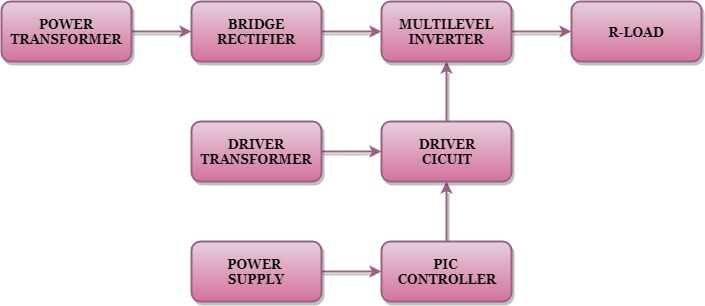 POWER
TRANSFORMER
BRIDGE
RECTIFIER
MULTILEVEL
INVERTER
R-LOAD
DRIVER
TRANSFORMER
DRIVER
CICUIT
POWER
SUPPLY
PIC
CONTROLLER